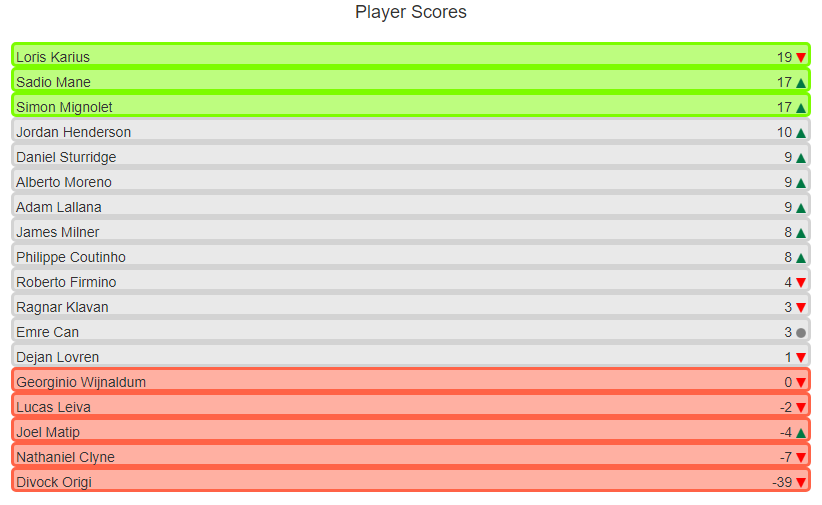 Player Scores
Loris Karius 19 ▼
Sadio Mane 17 ▲
Simon Mignolet 17 ▲
Jordan Henderson 10 ▲
Daniel Sturridge 9 ▲
Alberto Moreno 9 ▲
Adam Lallana 9 ▲
James Milner 8 ▲
Philippe Coutinho 8 ▲
Roberto Firmino 4 ▼
Ragnar Klavan 3 ▼
Emre Can 3 ●
Dejan Lovren 1 ▼
Georginio Wijnaldum 0 ▼
Lucas Leiva -2 ▼
Joel Matip -4 ▲
Nathaniel Clyne -7 ▼
Divock Origi -39 ▼